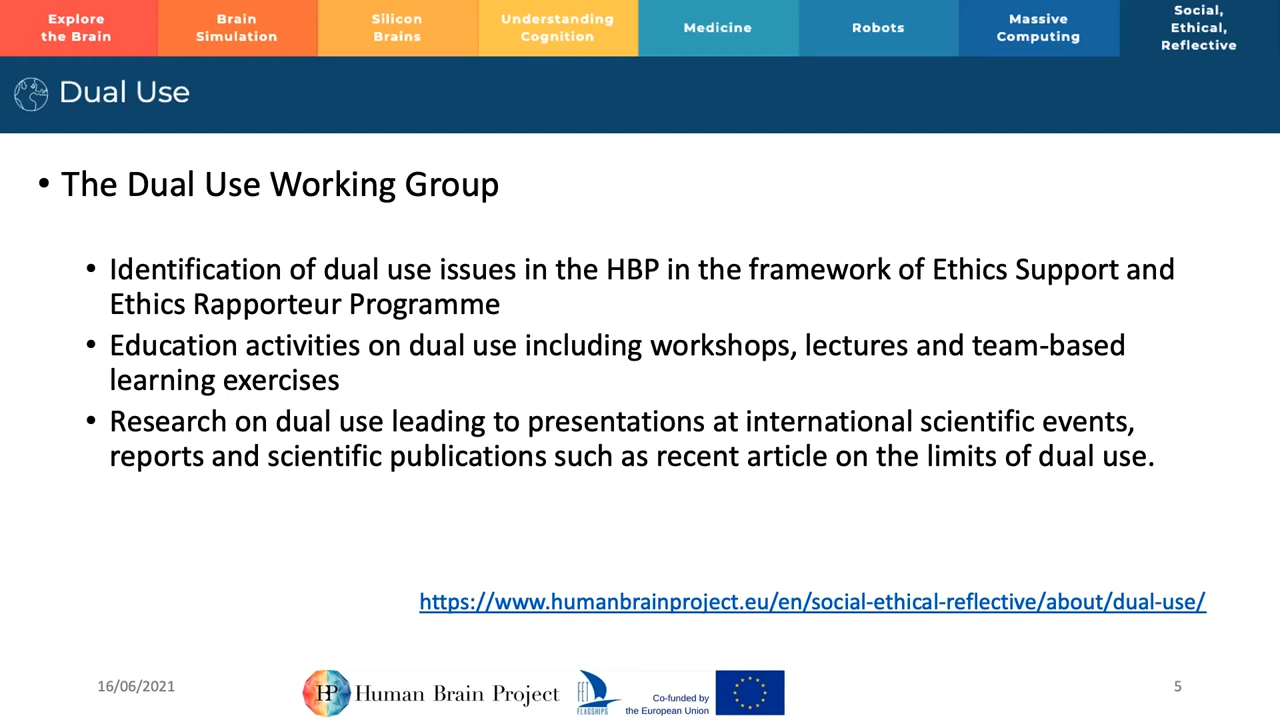 Explore
the Brain
Brain
Simulation
Silicon
Brains
Understanding
Cognition
Medicine
Robots
Massive
Computing
Social,
Ethical,
Reflective
Dual Use
• The Dual Use Working Group
• Identification of dual use issues in the HBP in the framework of Ethics Support and
Ethics Rapporteur Programme
• Education activities on dual use including workshops, lectures and team-based
learning exercises
• Research on dual use leading to presentations at international scientific events,
reports and scientific publications such as recent article on the limits of dual use.
https://www.humanbrainproject.eu/en/social-ethical-reflective/about/dual-use/
16/06/2021
HP Human Brain Project
FET
FLAGSHIPS
Co-funded by
the European Union
5